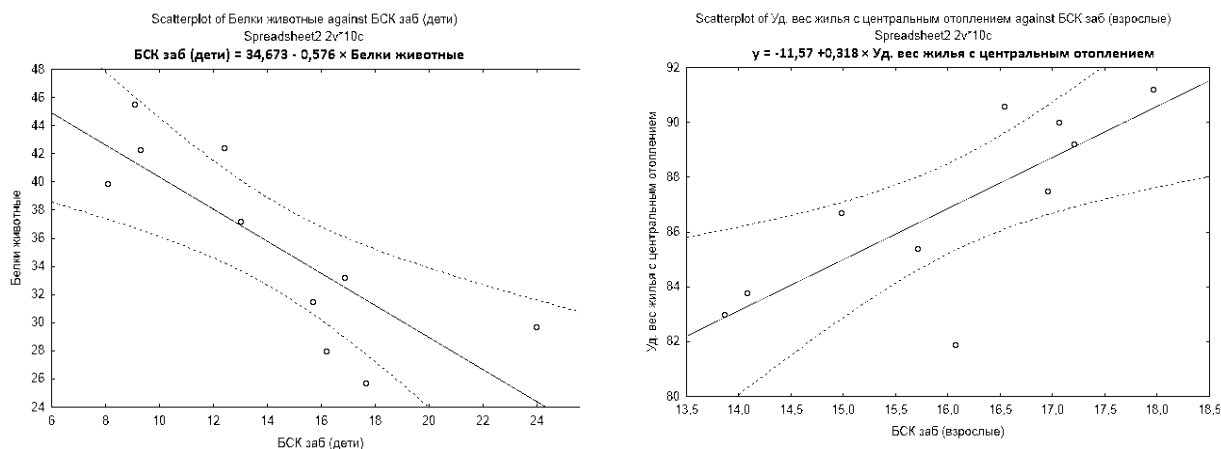 Scatterplot of Белки животные against БСК заб (дети)
Spreadsheet2 2v*10c
БСК заб (дети) = 34,673 - 0,576 × Белки животные
48
46
44
42
40
38
36
34
32
30
28
26
24
Белки животные
6 8 10 12 14 16 18 20 22 24
БСК заб (дети)
Scatterplot of Уд. вес жилья с центральным отоплением against БСК заб (взрослые)
Spreadsheet2 2v*10c
y = -11,57 +0,318 × Уд. вес жилья с центральным отоплением
92
90
88
86
84
82
80
Уд. вес жилья с центральным отоплением
13,5 14,0 14,5 15,0 15,5 16,0 16,5 17,0 17,5 18,0 18,5
БСК заб (взрослые)